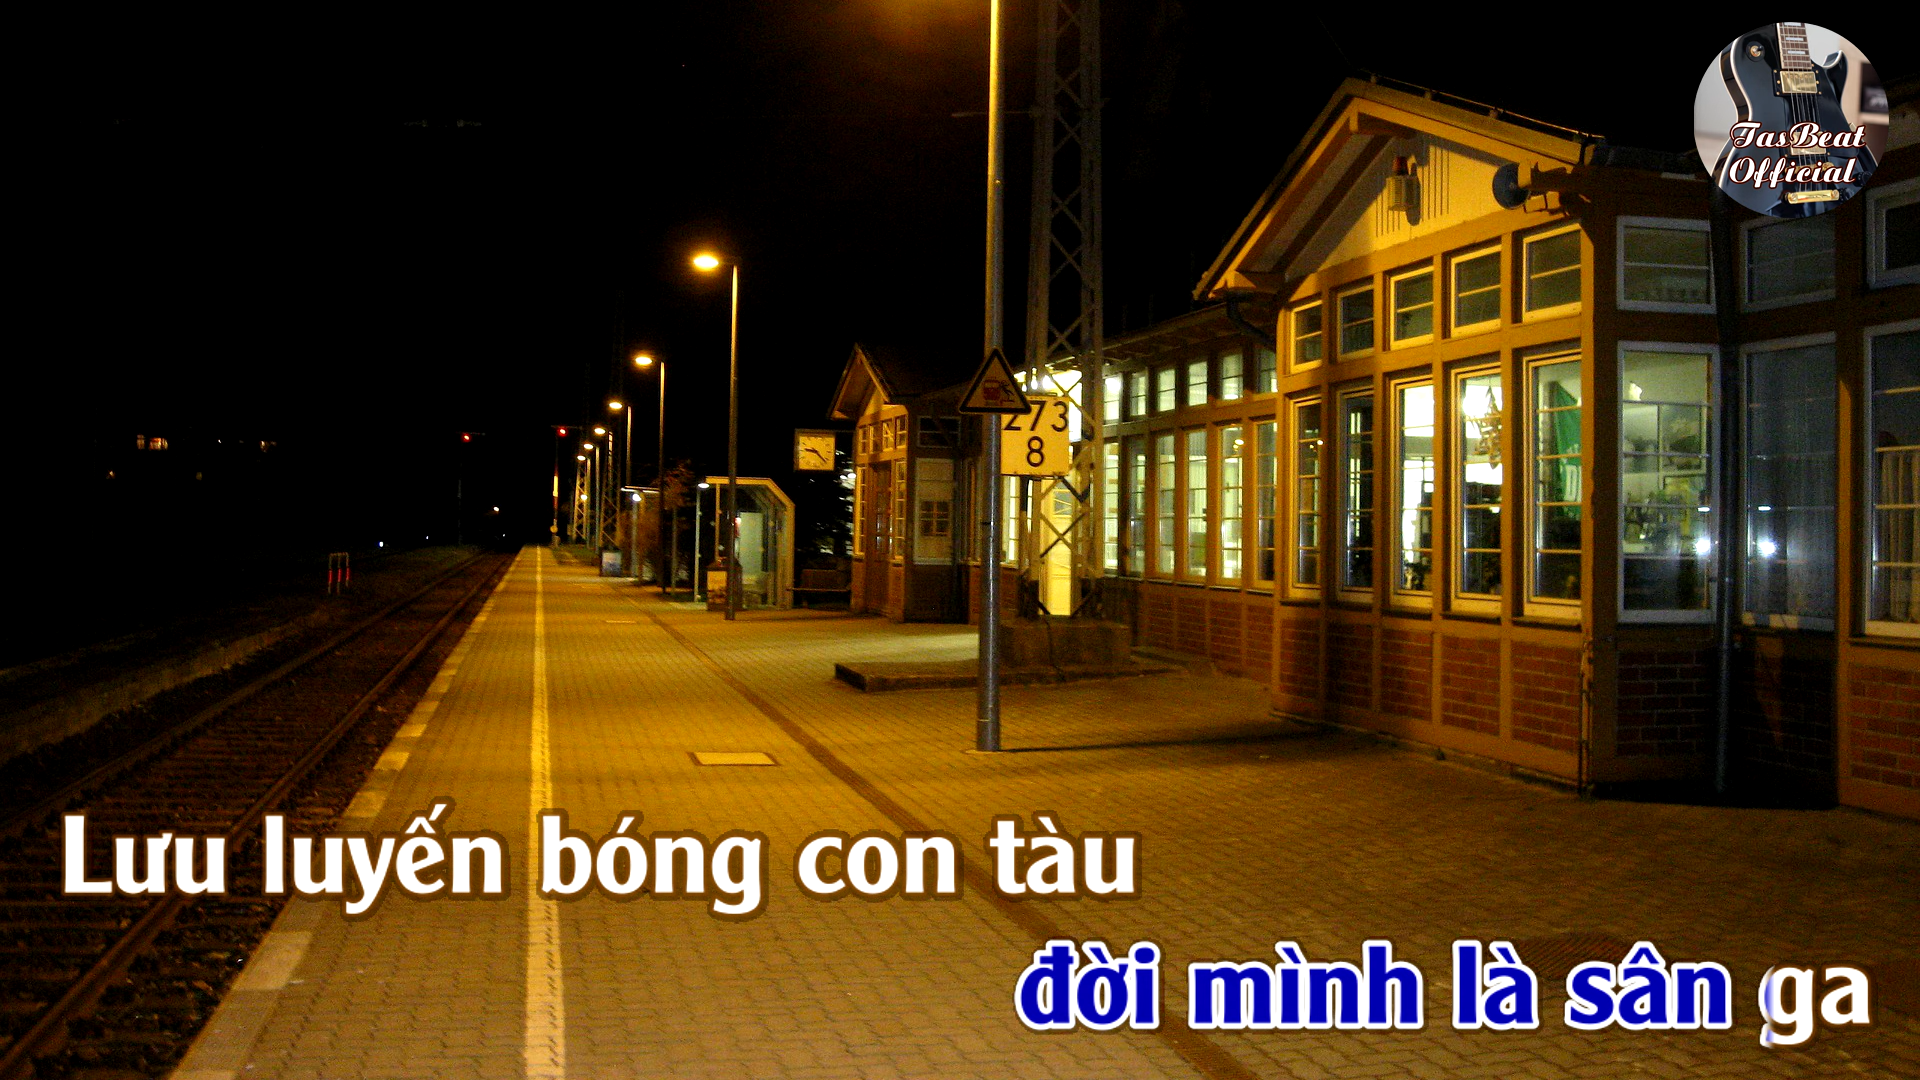 TasBeat
Official
273
8
Lưu luyến bóng con tàu
đời mình là sân ga